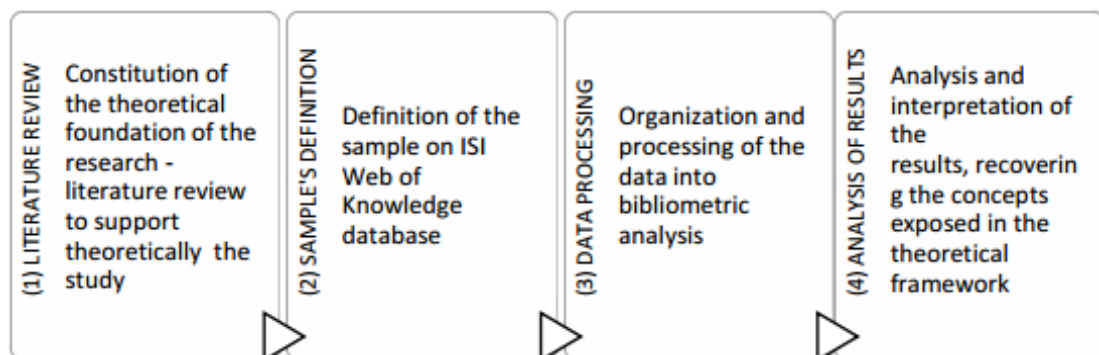 (1) LITERATURE REVIEW
Constitution of
the theoretical
foundation of the
research -
literature review
to support
theoretically the
study
(2) SAMPLE'S DEFINITION
Definition of the
sample on ISI
Web of
Knowledge
database
(3) DATA PROCESSING
Organization and
processing of the
data into
bibliometric
analysis
(4) ANALYSIS OF RESULTS
Analysis and
interpretation of
the
results, recoverin
g the concepts
exposed in the
theoretical
framework